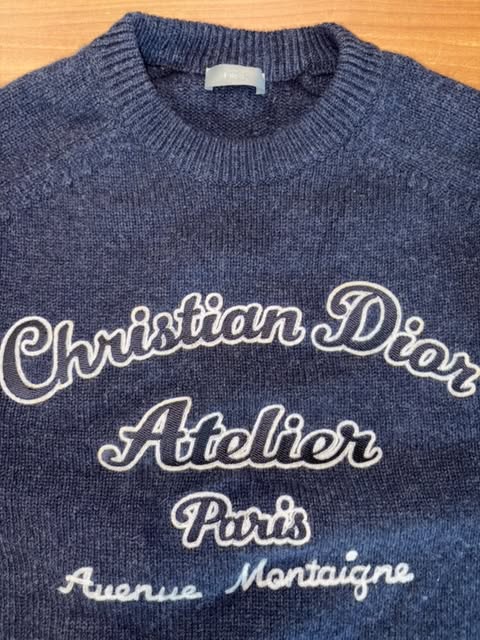 Christian Dior
Atelier
Paris
Avenue Montaigne